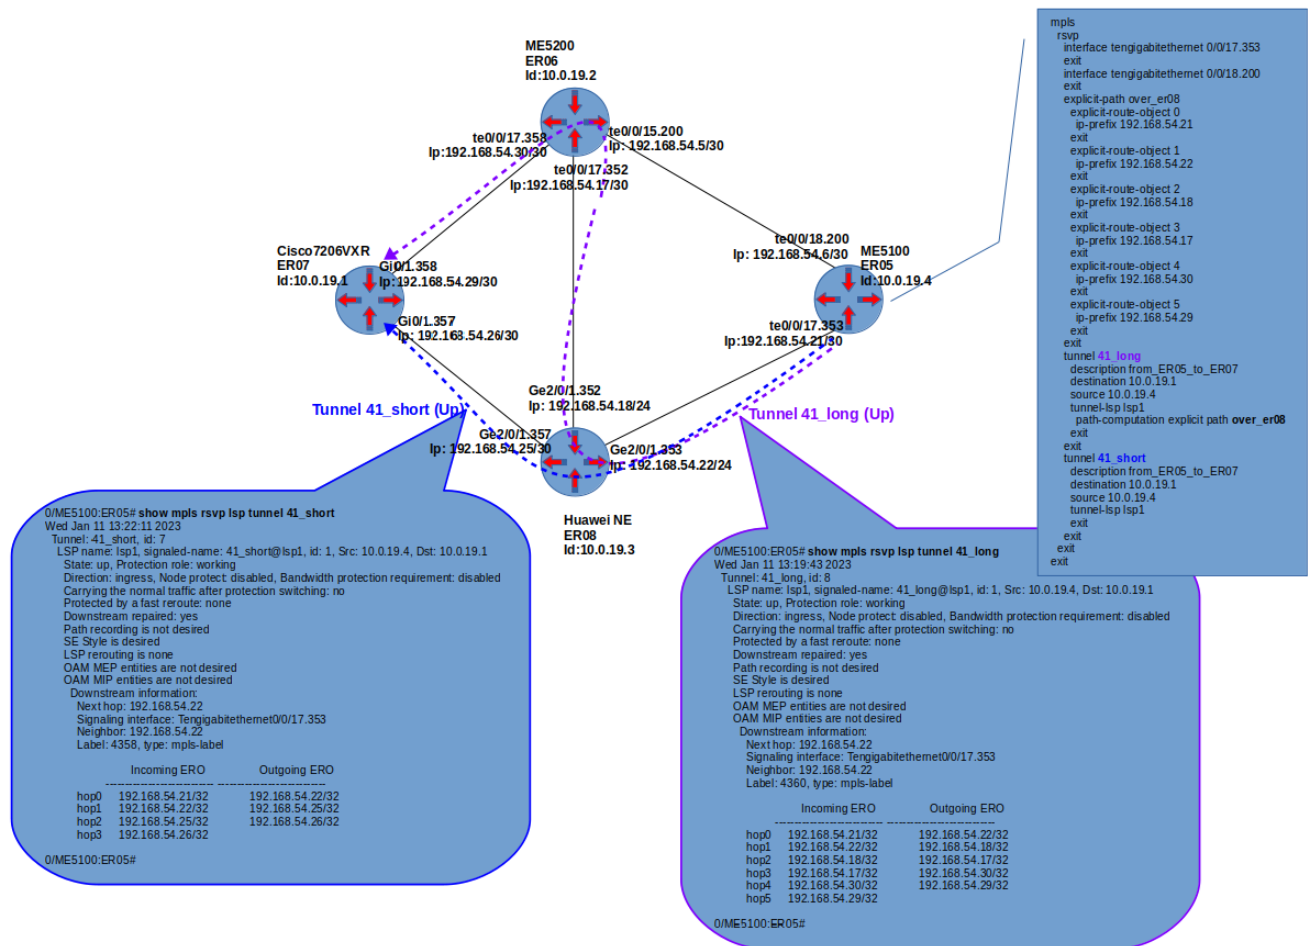 ME5200
ER06
Id:10.0.19.2
te0/0/17.358
Ip:192.168.54.30/30
te0/0/15.200
Ip: 192.168.54.5/30
te0/0/17.352
Ip:192.168.54.17/30
Cisco7206VXR
ER07
Id:10.0.19.1
Gi0/1.358
Ip:192.168.54.29/30
Gi0/1.357
Ip: 192.168.54.26/30
te0/0/18.200
Ip:192.168.54.6/30
ME5100
ER05
Id:10.0.19.4
te0/0/17.353
Ip:192.168.54.21/30
Ge2/0/1.352
Ip: 192.168.54.18/24
Tunnel 41_short (Up)
Tunnel 41_long (Up)
Ge2/0/1.357
Ip: 192.168.54.25/30
Ge2/0/1.353
Ip: 192.168.54.22/24
Huawei NE
ER08
Id:10.0.19.3
mpls
rsvp
interface tengigabitethernet 0/0/17.353
exit
interface tengigabitethernet 0/0/18.200
exit
explicit-path over_er08
explicit-route-object 0
ip-prefix 192.168.54.21
exit
explicit-route-object 1
ip-prefix 192.168.54.22
exit
explicit-route-object 2
ip-prefix 192.168.54.18
exit
explicit-route-object 3
ip-prefix 192.168.54.17
exit
explicit-route-object 4
ip-prefix 192.168.54.30
exit
explicit-route-object 5
ip-prefix 192.168.54.29
exit
exit
tunnel 41_long
description from_ER05_to_ER07
destination 10.0.19.1
source 10.0.19.4
tunnel-lsp lsp1
path-computation explicit path over_er08
exit
exit
tunnel 41_short
description from_ER05_to_ER07
destination 10.0.19.1
source 10.0.19.4
tunnel-lsp lsp1
exit
exit
exit
exit
0/ME5100:ER05# show mpls rsvp lsp tunnel 41_short
Wed Jan 11 13:22:11 2023
Tunnel: 41_short, id: 7
LSP name: lsp1, signaled-name: 41_short@lsp1, id: 1, Src: 10.0.19.4, Dst: 10.0.19.1
State: up, Protection role: working
Direction: ingress, Node protect: disabled, Bandwidth protection requirement: disabled
Carrying the normal traffic after protection switching: no
Protected by a fast reroute: none
Downstream repaired: yes
Path recording is not desired
SE Style is desired
LSP rerouting is none
OAM MEP entities are not desired
OAM MIP entities are not desired
Downstream information:
Next hop: 192.168.54.22
Signaling interface: Tengigabitethernet0/0/17.353
Neighbor: 192.168.54.22
Label: 4358, type: mpls-label
Incoming ERO Outgoing ERO
--------------------------- ---------------------------
hop0 192.168.54.21/32 192.168.54.22/32
hop1 192.168.54.22/32 192.168.54.25/32
hop2 192.168.54.25/32 192.168.54.26/32
hop3 192.168.54.26/32
0/ME5100:ER05#
0/ME5100:ER05# show mpls rsvp lsp tunnel 41_long
Wed Jan 11 13:19:43 2023
Tunnel: 41_long, id: 8
LSP name: lsp1, signaled-name: 41_long@lsp1, id: 1, Src: 10.0.19.4, Dst: 10.0.19.1
State: up, Protection role: working
Direction: ingress, Node protect: disabled, Bandwidth protection requirement: disabled
Carrying the normal traffic after protection switching: no
Protected by a fast reroute: none
Downstream repaired: yes
Path recording is not desired
SE Style is desired
LSP rerouting is none
OAM MEP entities are not desired
OAM MIP entities are not desired
Downstream information:
Next hop: 192.168.54.22
Signaling interface: Tengigabitethernet0/0/17.353
Neighbor: 192.168.54.22
Label: 4360, type: mpls-label
Incoming ERO Outgoing ERO
--------------------------- ---------------------------
hop0 192.168.54.21/32 192.168.54.22/32
hop1 192.168.54.22/32 192.168.54.18/32
hop2 192.168.54.18/32 192.168.54.17/32
hop3 192.168.54.17/32 192.168.54.30/32
hop4 192.168.54.30/32 192.168.54.29/32
hop5 192.168.54.29/32
0/ME5100:ER05#